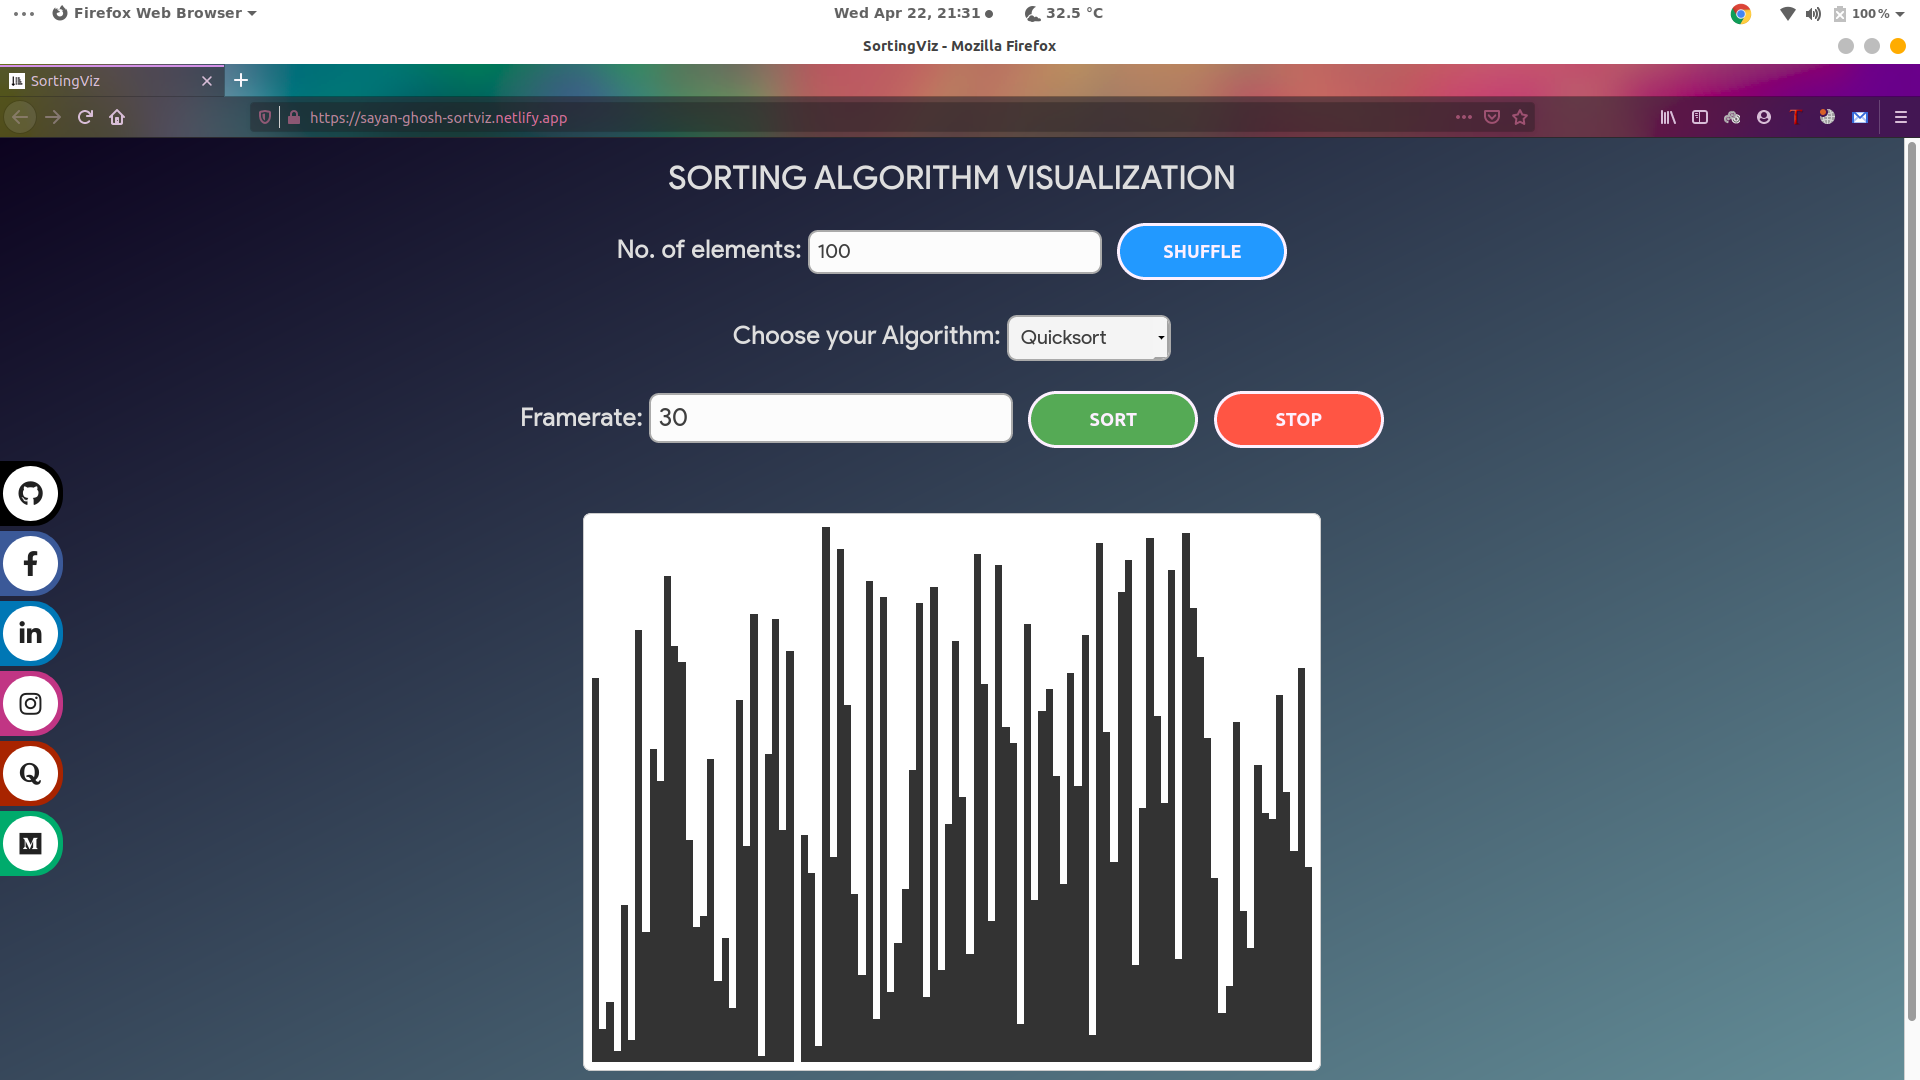 Firefox Web Browser
Wed Apr 22, 21:31
32.5 °C
100 %
SortingViz - Mozilla Firefox
SortingViz
https://sayan-ghosh-sortviz.netlify.app
SORTING ALGORITHM VISUALIZATION
No. of elements: 100 SHUFFLE
Choose your Algorithm: Quicksort
Framerate: 30 SORT STOP
f
in
Q
M